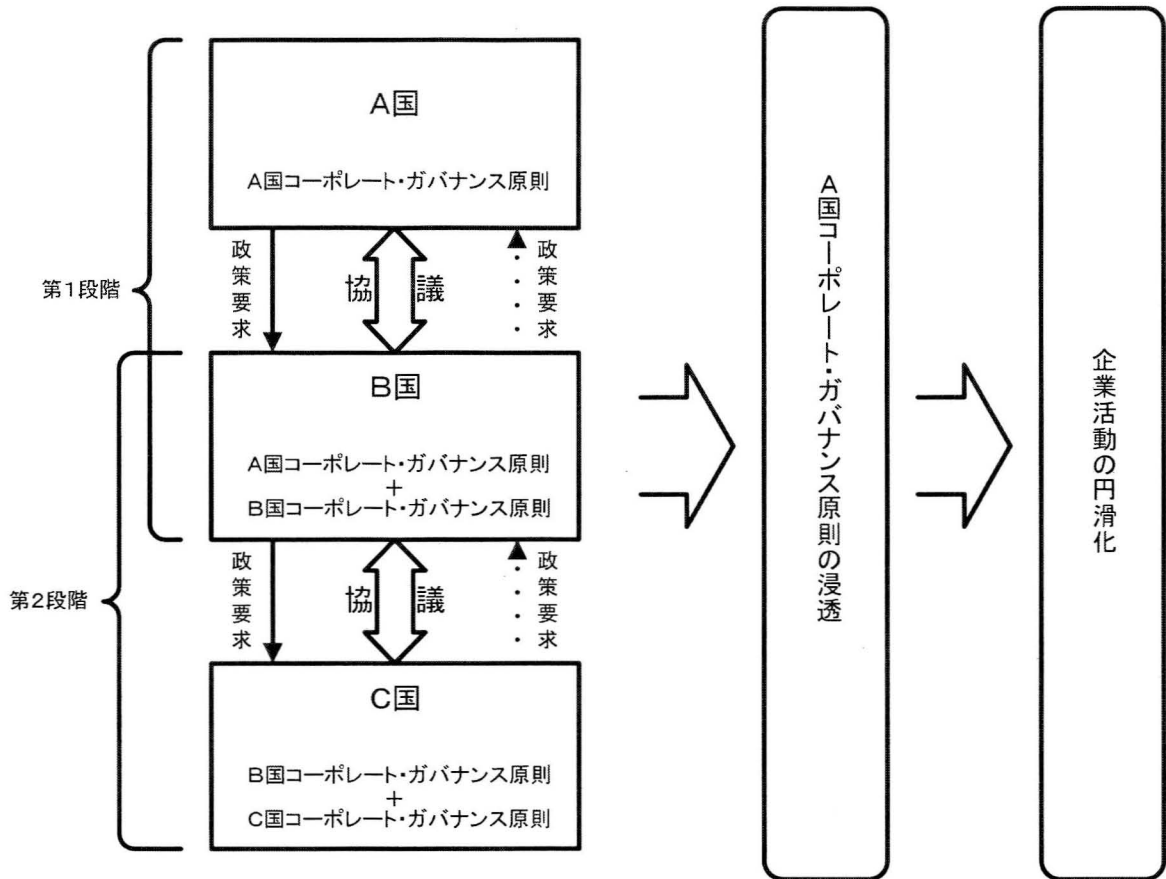 A国
A国コーポレート・ガバナンス原則
第1段階
政策要求
協議
政策要求
B国
A国コーポレート・ガバナンス原則
+
B国コーポレート・ガバナンス原則
第2段階
政策要求
協議
政策要求
C国
B国コーポレート・ガバナンス原則
+
C国コーポレート・ガバナンス原則
A国コーポレート・ガバナンス原則の浸透
企業活動の円滑化